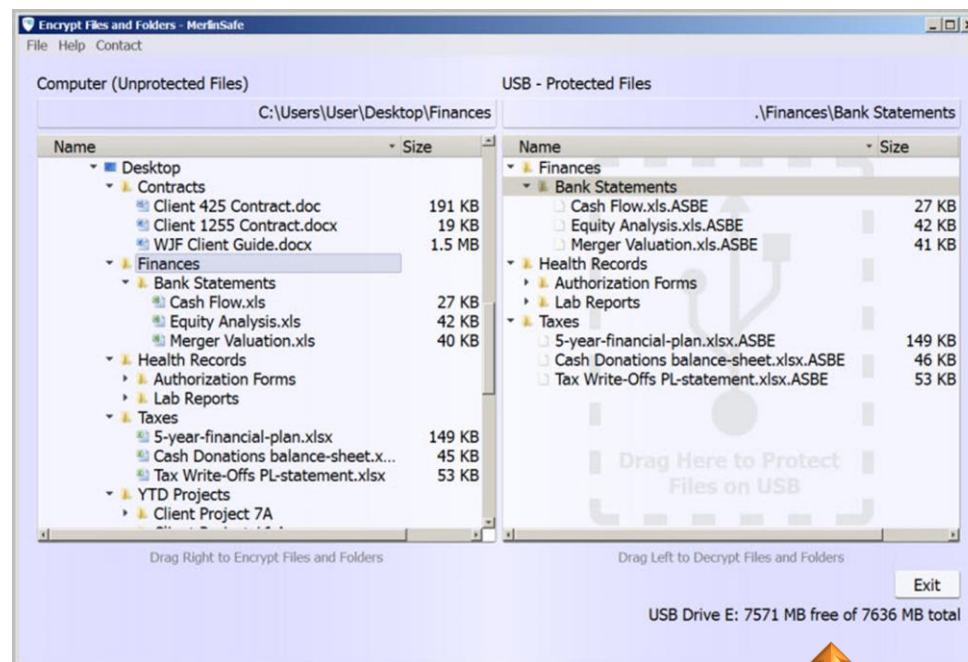 Encrypt Files and Folders - MerlinSafe
File Help Contact
Computer (Unprotected Files)
USB - Protected Files
C:\Users\User\Desktop\Finances
.\Finances\Bank Statements
Name Size
Desktop
Contracts
Client 425 Contract.doc 191 KB
Client 1255 Contract.docx 19 KB
WJF Client Guide.docx 1.5 MB
Finances
Bank Statements
Cash Flow.xls 27 KB
Equity Analysis.xls 42 KB
Merger Valuation.xls 40 KB
Health Records
Authorization Forms
Lab Reports
Taxes
5-year-financial-plan.xlsx 149 KB
Cash Donations balance-sheet.x... 45 KB
Tax Write-Offs PL-statement.xlsx 53 KB
YTD Projects
Client Project 7A
Drag Right to Encrypt Files and Folders
Name Size
Finances
Bank Statements
Cash Flow.xls.ASBE 27 KB
Equity Analysis.xls.ASBE 42 KB
Merger Valuation.xls.ASBE 41 KB
Health Records
Authorization Forms
Lab Reports
Taxes
5-year-financial-plan.xlsx.ASBE 149 KB
Cash Donations balance-sheet.xlsx.ASBE 46 KB
Tax Write-Offs PL-statement.xlsx.ASBE 53 KB
Drag Here to Protect
Files on USB
Drag Left to Decrypt Files and Folders
Exit
USB Drive E: 7571 MB free of 7636 MB total